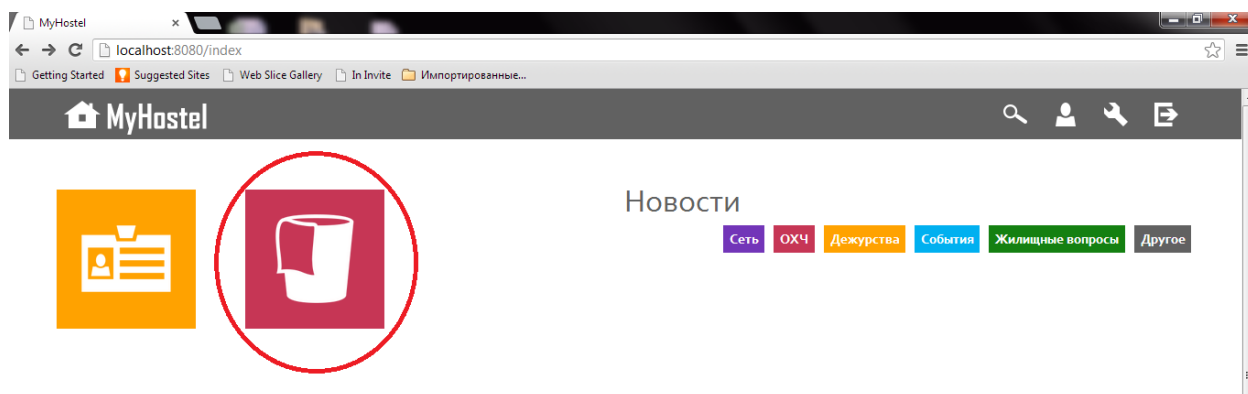 MyHostel
localhost:8080/index
Getting Started Suggested Sites Web Slice Gallery In Invite Импортированные...
MyHostel
Новости
Сеть ОХЧ Дежурства События Жилищные вопросы Другое